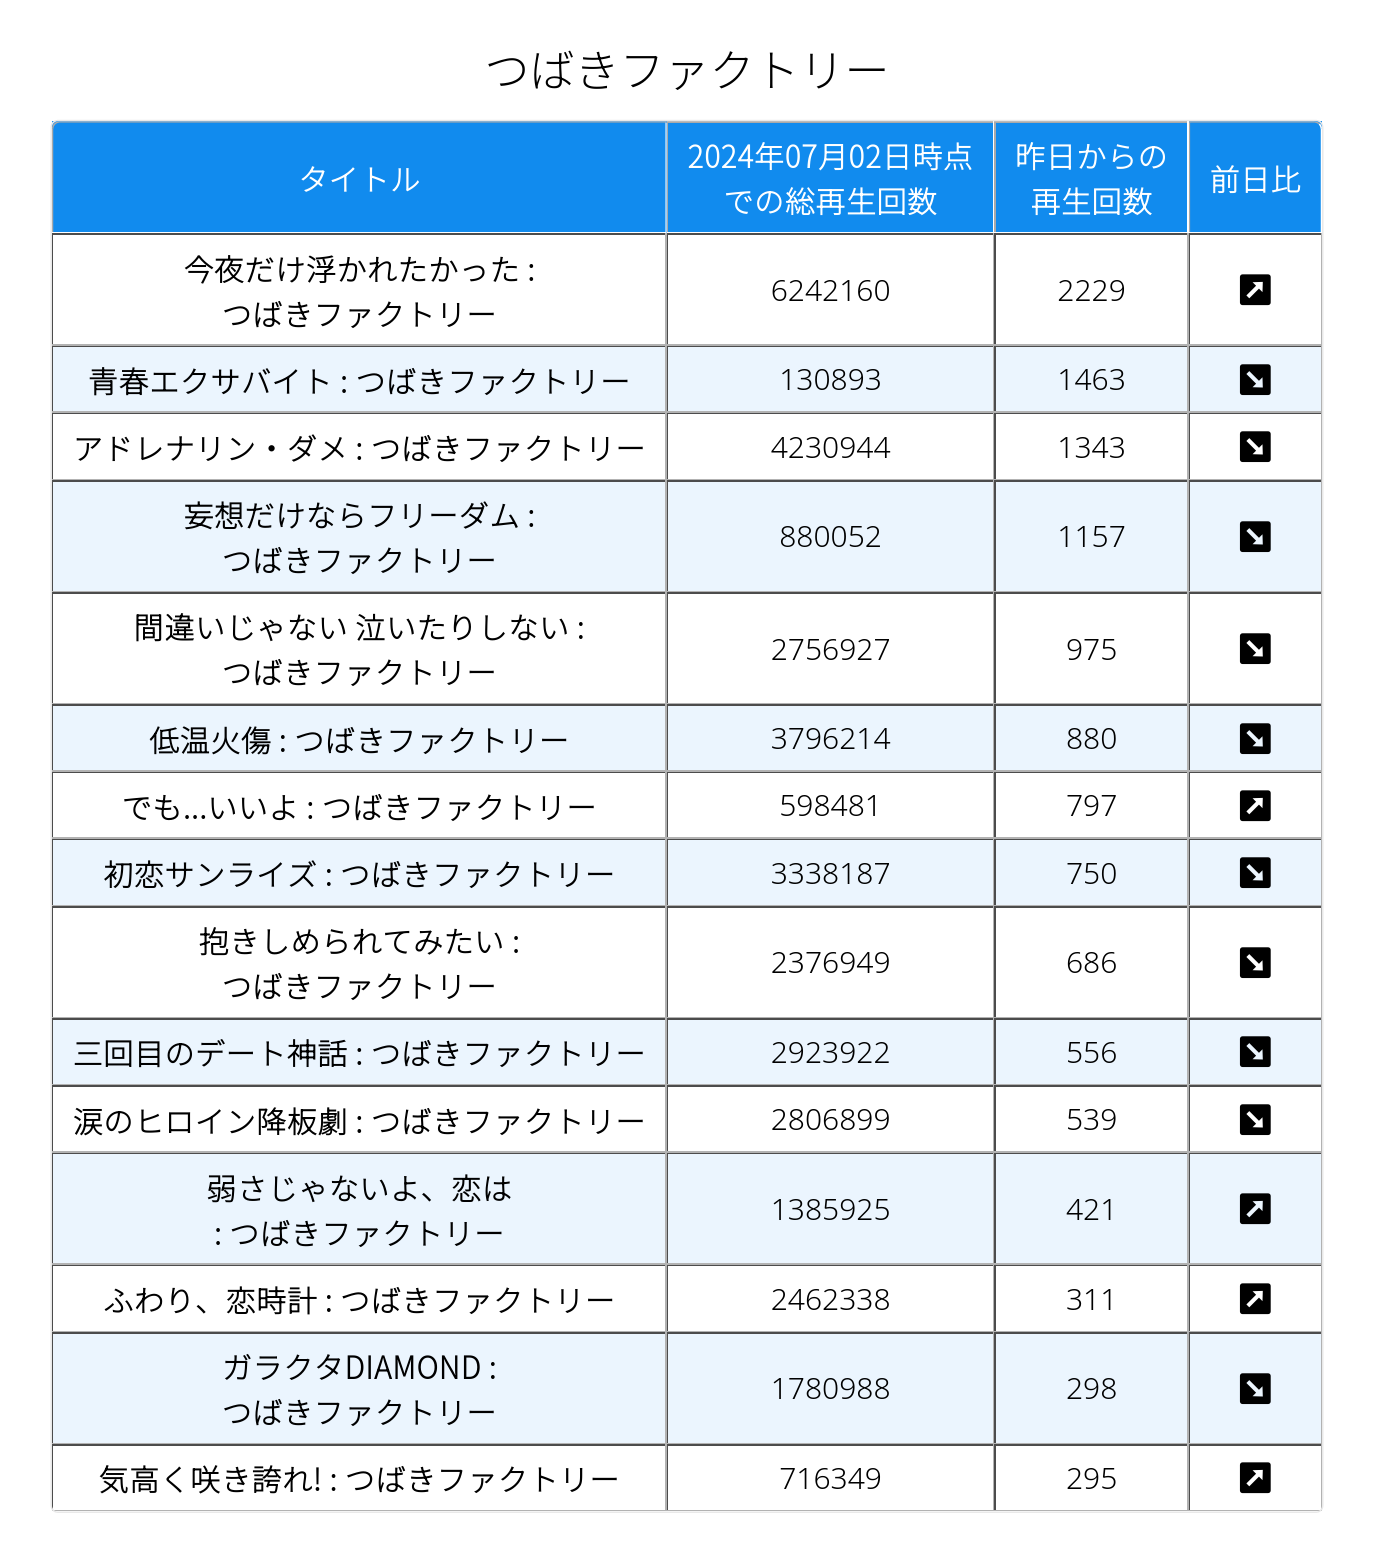 つばきファクトリー
タイトル
2024年07月02日時点
での総再生回数
昨日からの
再生回数
前日比
今夜だけ浮かれたかった :
つばきファクトリー
6242160
2229
↗
青春エクサバイト : つばきファクトリー
130893
1463
↘
アドレナリン・ダメ : つばきファクトリー
4230944
1343
↘
妄想だけならフリーダム :
つばきファクトリー
880052
1157
↘
間違いじゃない 泣いたりしない :
つばきファクトリー
2756927
975
↘
低温火傷 : つばきファクトリー
3796214
880
↘
でも...いいよ : つばきファクトリー
598481
797
↗
初恋サンライズ : つばきファクトリー
3338187
750
↘
抱きしめられてみたい :
つばきファクトリー
2376949
686
↘
三回目のデート神話 : つばきファクトリー
2923922
556
↘
涙のヒロイン降板劇 : つばきファクトリー
2806899
539
↘
弱さじゃないよ、恋は
: つばきファクトリー
1385925
421
↗
ふわり、恋時計 : つばきファクトリー
2462338
311
↗
ガラクタDIAMOND :
つばきファクトリー
1780988
298
↘
気高く咲き誇れ! : つばきファクトリー
716349
295
↗